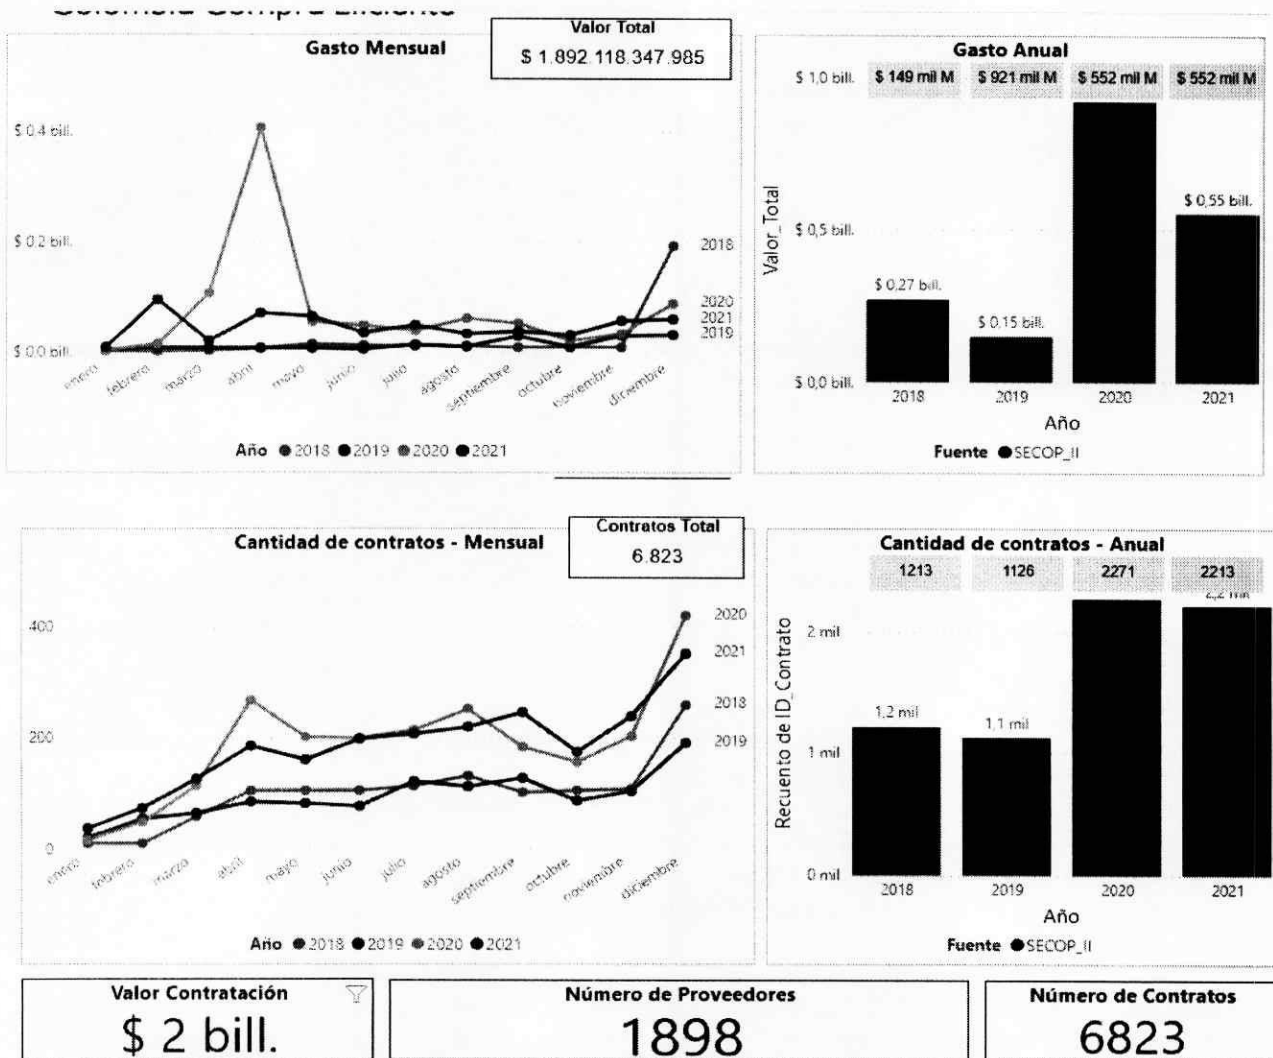 Colombia Compra Eficiente
Gasto Mensual
Valor Total
$ 1.892.118.347.985
$ 0,4 bill.
$ 0,2 bill.
$ 0,0 bill.
2018
2020
2021
2019
enero
febrero
marzo
abril
mayo
junio
julio
agosto
septiembre
octubre
noviembre
diciembre
Año 2018 2019 2020 2021
Gasto Anual
$ 149 mil M $ 921 mil M $ 552 mil M $ 552 mil M
$ 1,0 bill.
$ 0,5 bill.
$ 0,0 bill.
Valor_Total
$ 0,27 bill.
$ 0,15 bill.
$ 0,55 bill.
2018 2019 2020 2021
Año
Fuente SECOP_II
Cantidad de contratos - Mensual
Contratos Total
6.823
400
200
0
2020
2021
2018
2019
enero
febrero
marzo
abril
mayo
junio
julio
agosto
septiembre
octubre
noviembre
diciembre
Año 2018 2019 2020 2021
Cantidad de contratos - Anual
1213 1126 2271 2213
2 mil
1 mil
0 mil
Recuento de ID_Contrato
1,2 mil
1,1 mil
2,2 mil
2018 2019 2020 2021
Año
Fuente SECOP_II
Valor Contratación
$ 2 bill.
Número de Proveedores
1898
Número de Contratos
6823